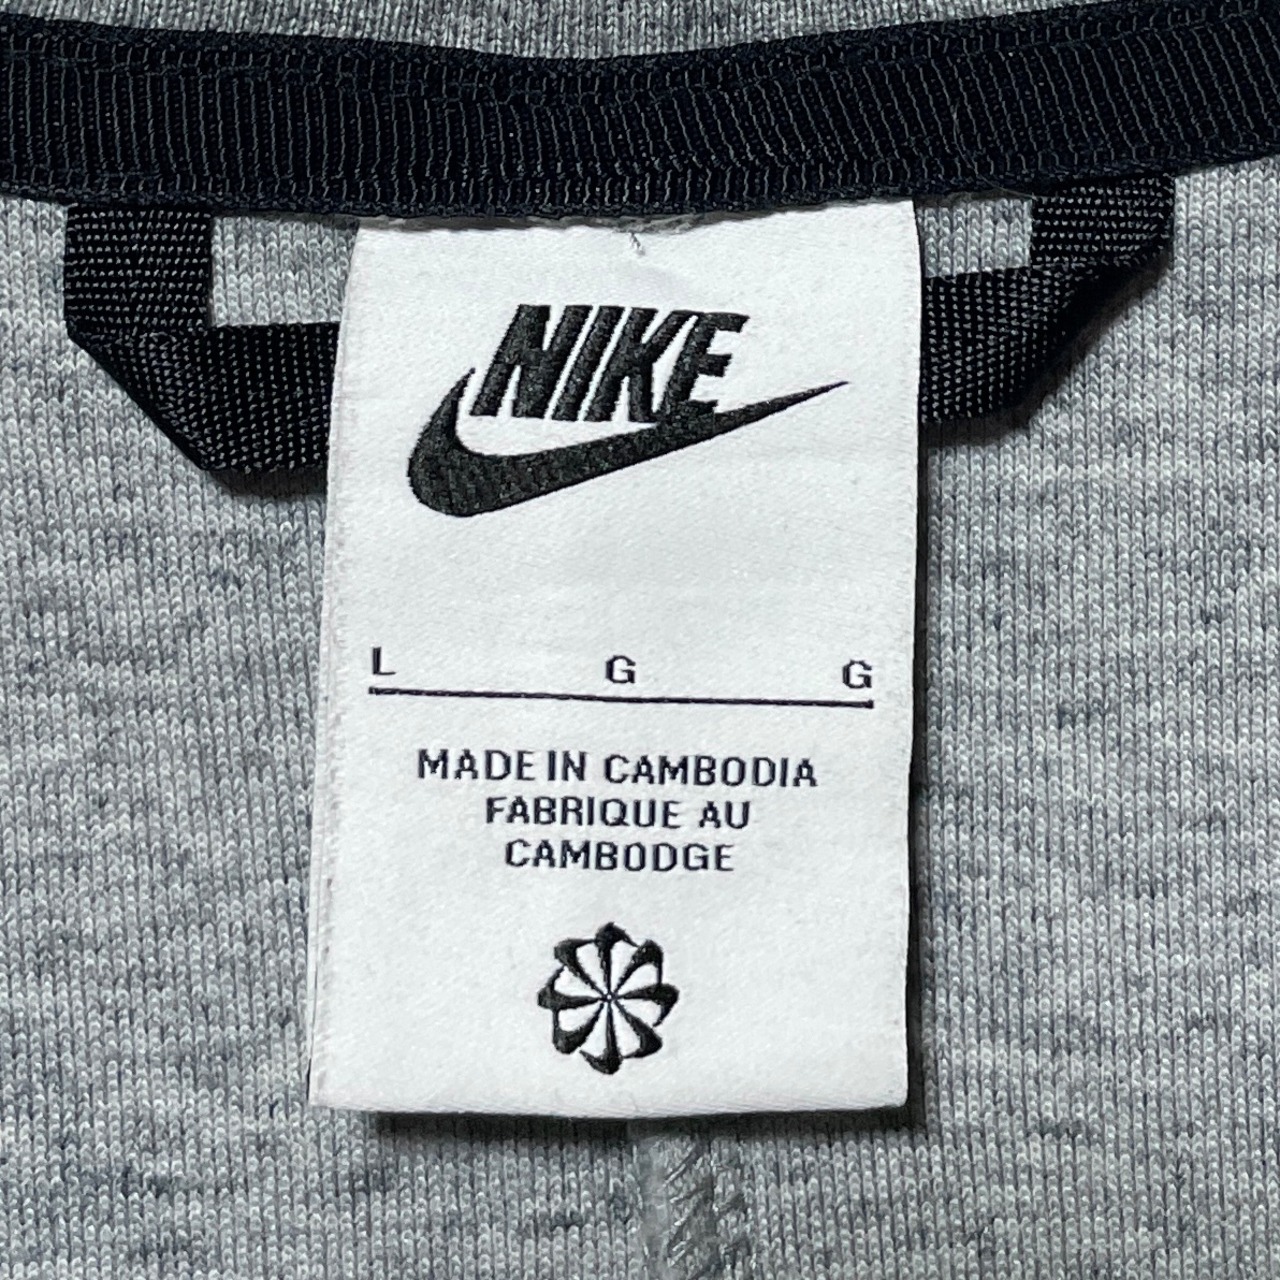 NIKE
L G G
MADE IN CAMBODIA
FABRIQUE AU
CAMBODGE